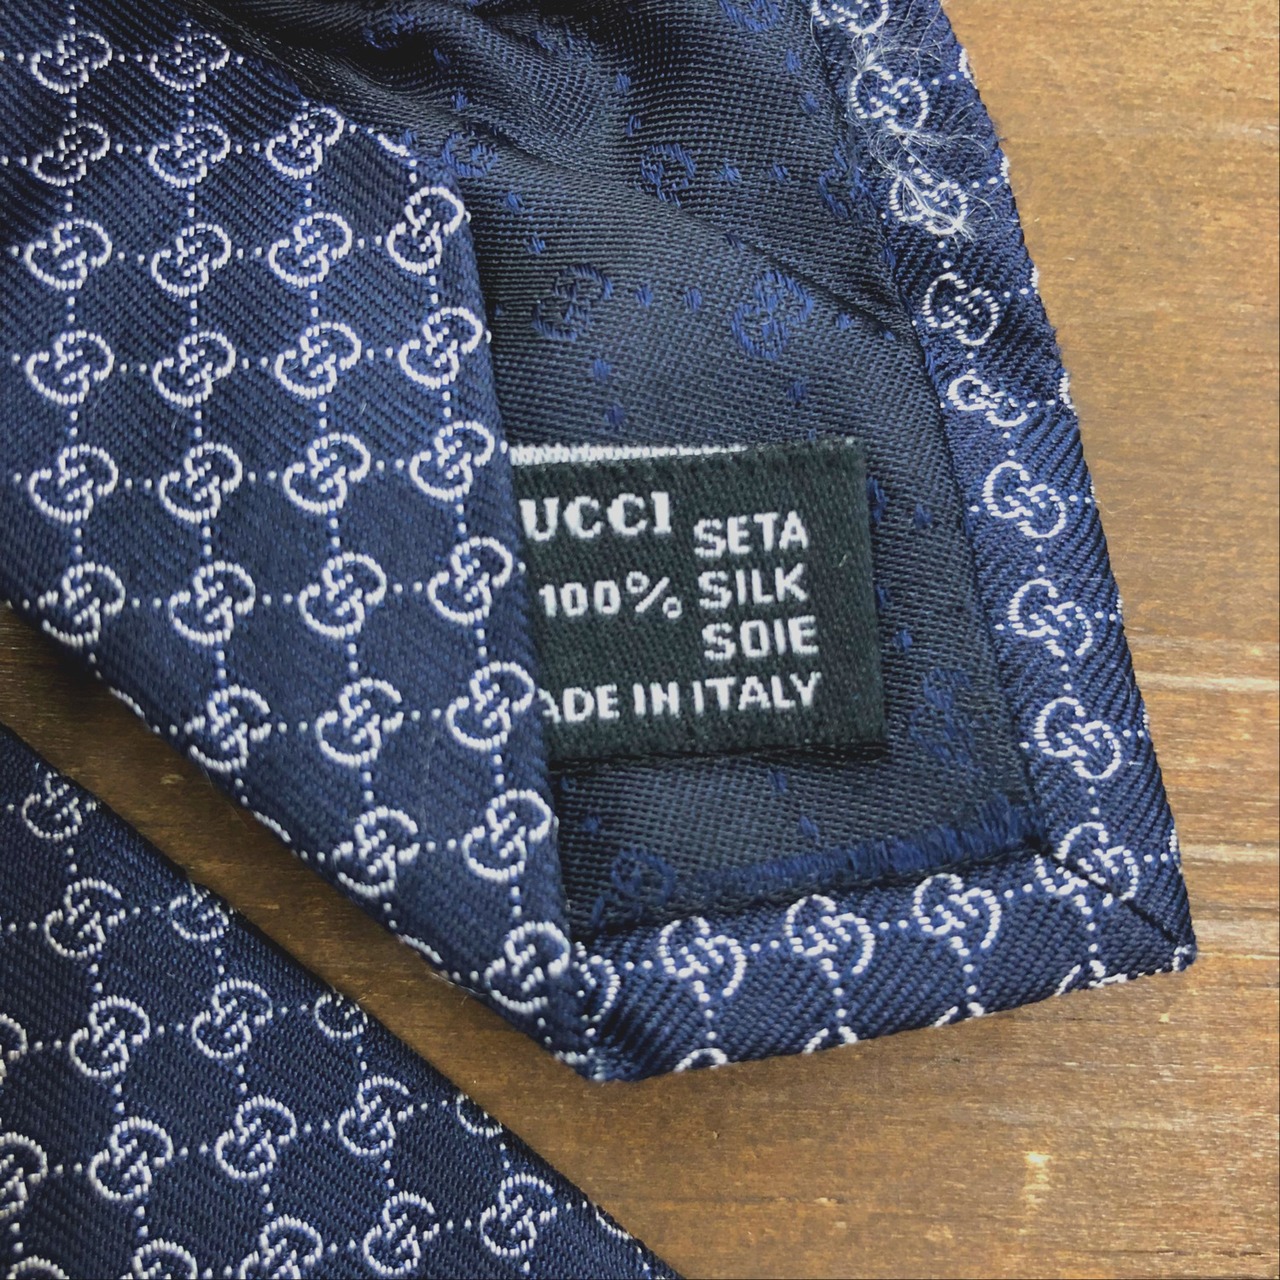 UCCI
100% SETA
SILK
SOIE
ADE IN ITALY